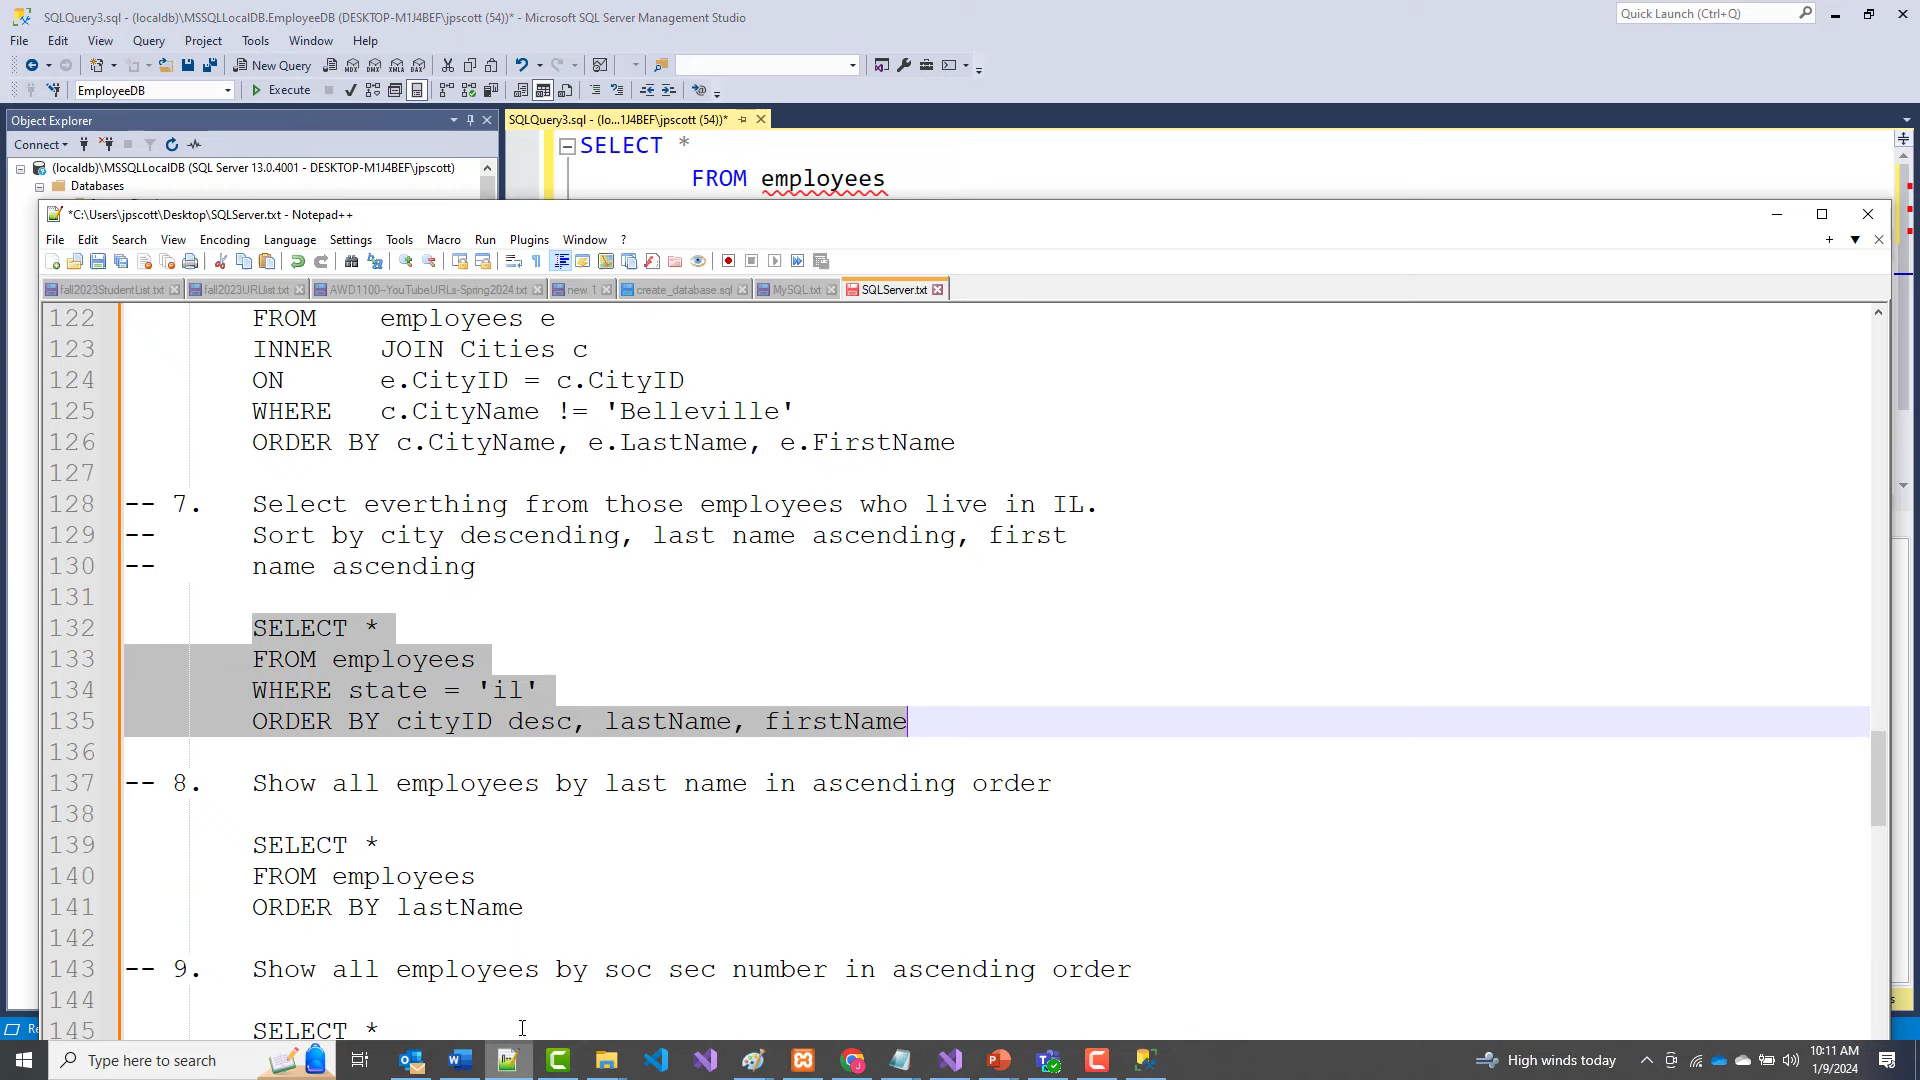 SQLQuery3.sql - (localdb)\MSSQLLocalDB.EmployeeDB (DESKTOP-M1J4BEF\jpscott (54))* - Microsoft SQL Server Management Studio
Quick Launch (Ctrl+Q)
File Edit View Query Project Tools Window Help
New Query
EmployeeDB
Execute
Object Explorer
SQLQuery3.sql - (lo...1J4BEF\jpscott (54))*
Connect
SELECT *
(localdb)\MSSQLLocalDB (SQL Server 13.0.4001 - DESKTOP-M1J4BEF\jpscott)
Databases
FROM employees
*C:\Users\jpscott\Desktop\SQLServer.txt - Notepad++
File Edit Search View Encoding Language Settings Tools Macro Run Plugins Window ?
fall2023StudentList.txt fall2023URLlist.txt AWD1100--YouTubeURLs-Spring2024.txt new 1 create_database.sql MySQL.txt SQLServer.txt
122 FROM employees e
123 INNER JOIN Cities c
124 ON e.CityID = c.CityID
125 WHERE c.CityName != 'Belleville'
126 ORDER BY c.CityName, e.LastName, e.FirstName
127
128 -- 7. Select everthing from those employees who live in IL.
129 -- Sort by city descending, last name ascending, first
130 -- name ascending
131
132 SELECT *
133 FROM employees
134 WHERE state = 'il'
135 ORDER BY cityID desc, lastName, firstName
136
137 -- 8. Show all employees by last name in ascending order
138
139 SELECT *
140 FROM employees
141 ORDER BY lastName
142
143 -- 9. Show all employees by soc sec number in ascending order
144
145 SELECT *
Type here to search
High winds today
10:11 AM
1/9/2024